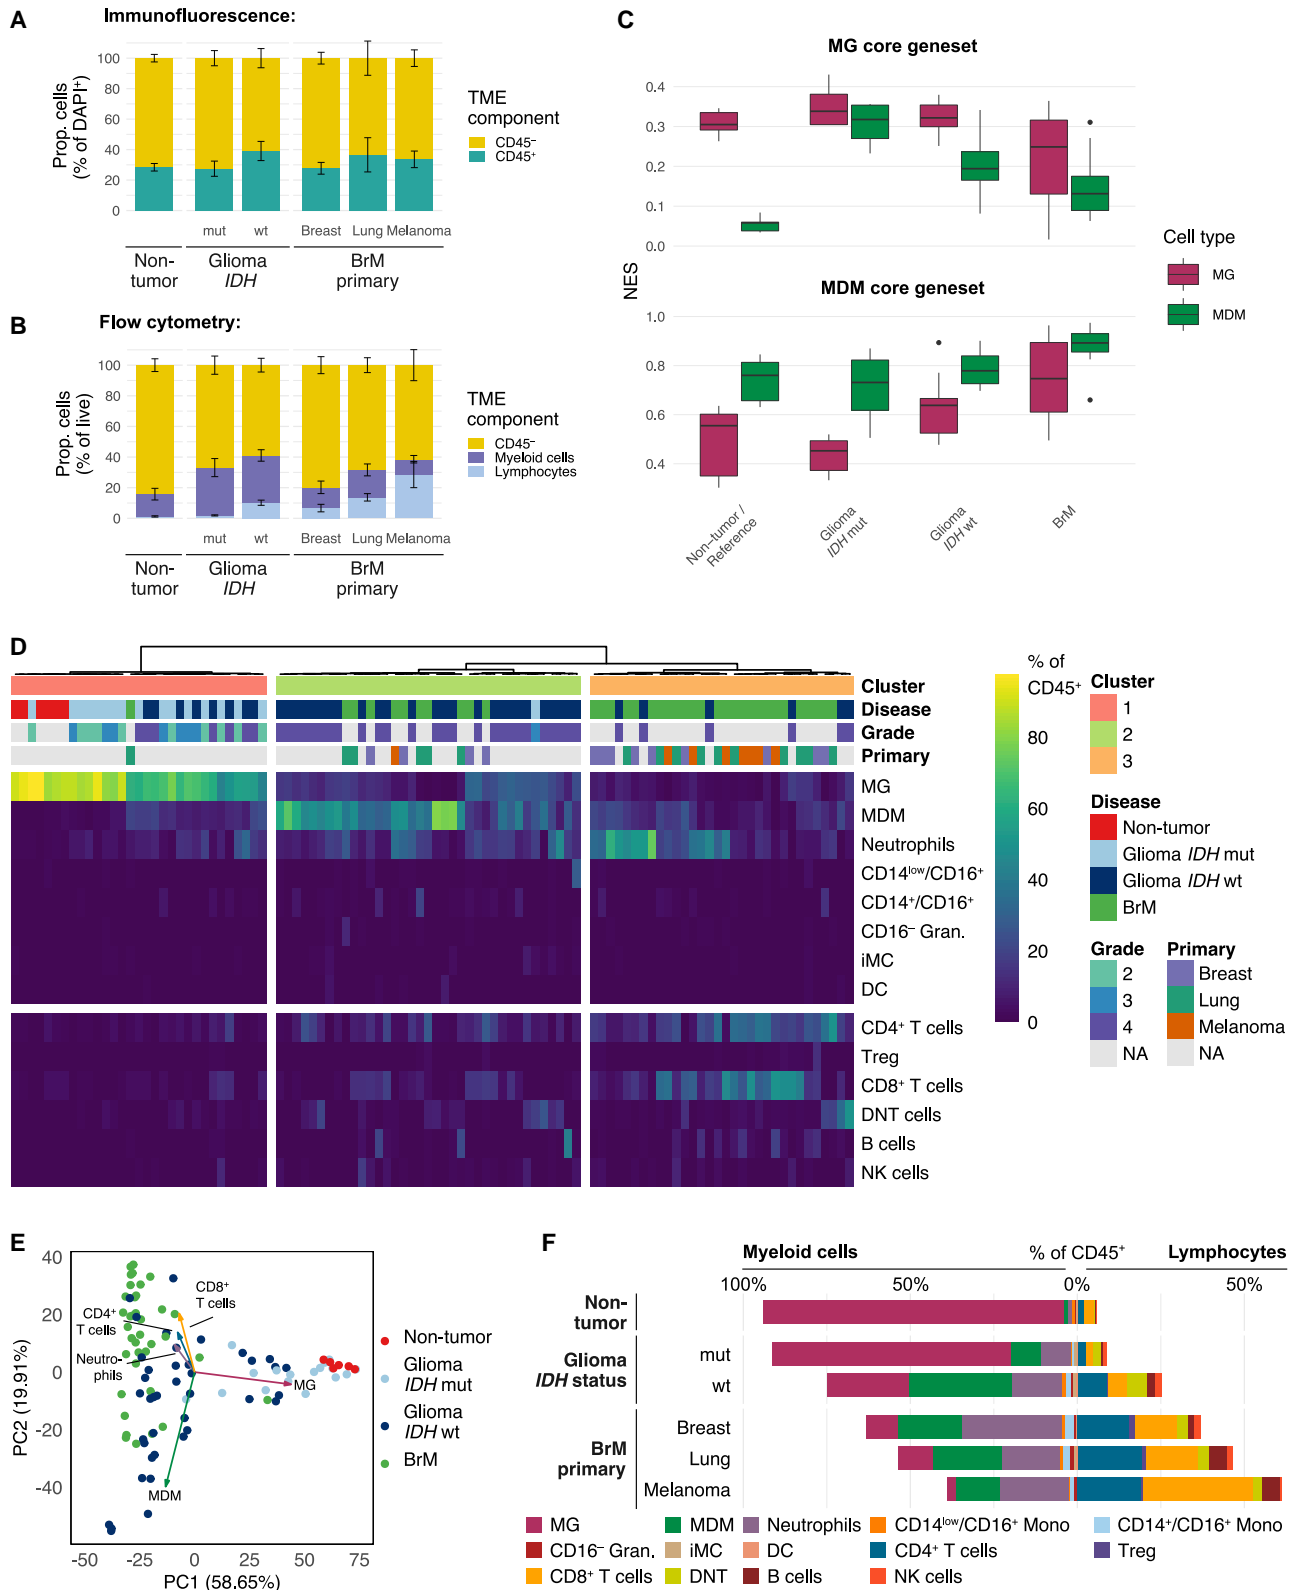 A
Immunofluorescence:
Prop. cells
(% of DAPI⁺)
100
80
60
40
20
0
mut
wt
Breast
Lung
Melanoma
Non-
tumor
Glioma
IDH
BrM
primary
TME
component
CD45⁻
CD45⁺
B
Flow cytometry:
Prop. cells
(% of live)
100
80
60
40
20
0
mut
wt
Breast
Lung
Melanoma
Non-
tumor
Glioma
IDH
BrM
primary
TME
component
CD45⁻
Myeloid cells
Lymphocytes
C
MG core geneset
0.4
0.3
0.2
0.1
0.0
NES
MDM core geneset
1.0
0.8
0.6
0.4
Non−tumor /
Reference
Glioma
IDH mut
Glioma
IDH wt
BrM
Cell type
MG
MDM
D
Cluster
Disease
Grade
Primary
MG
MDM
Neutrophils
CD14ˡᵒʷ/CD16⁺
CD14⁺/CD16⁺
CD16⁻ Gran.
iMC
DC
CD4⁺ T cells
Treg
CD8⁺ T cells
DNT cells
B cells
NK cells
% of
CD45⁺
80
60
40
20
0
Cluster
1
2
3
Disease
Non-tumor
Glioma IDH mut
Glioma IDH wt
BrM
Grade
2
3
4
NA
Primary
Breast
Lung
Melanoma
NA
E
PC2 (19.91%)
40
20
0
-20
-40
-50
-25
0
25
50
75
PC1 (58.65%)
CD8⁺
T cells
CD4⁺
T cells
Neutro-
phils
MG
MDM
Non-tumor
Glioma
IDH mut
Glioma
IDH wt
BrM
F
Myeloid cells
% of CD45⁺
Lymphocytes
100%
50%
0%
50%
Non-
tumor
Glioma
IDH status
mut
wt
BrM
primary
Breast
Lung
Melanoma
MG
MDM
Neutrophils
CD14ˡᵒʷ/CD16⁺ Mono
CD14⁺/CD16⁺ Mono
CD16⁻ Gran.
iMC
DC
CD4⁺ T cells
Treg
CD8⁺ T cells
DNT
B cells
NK cells